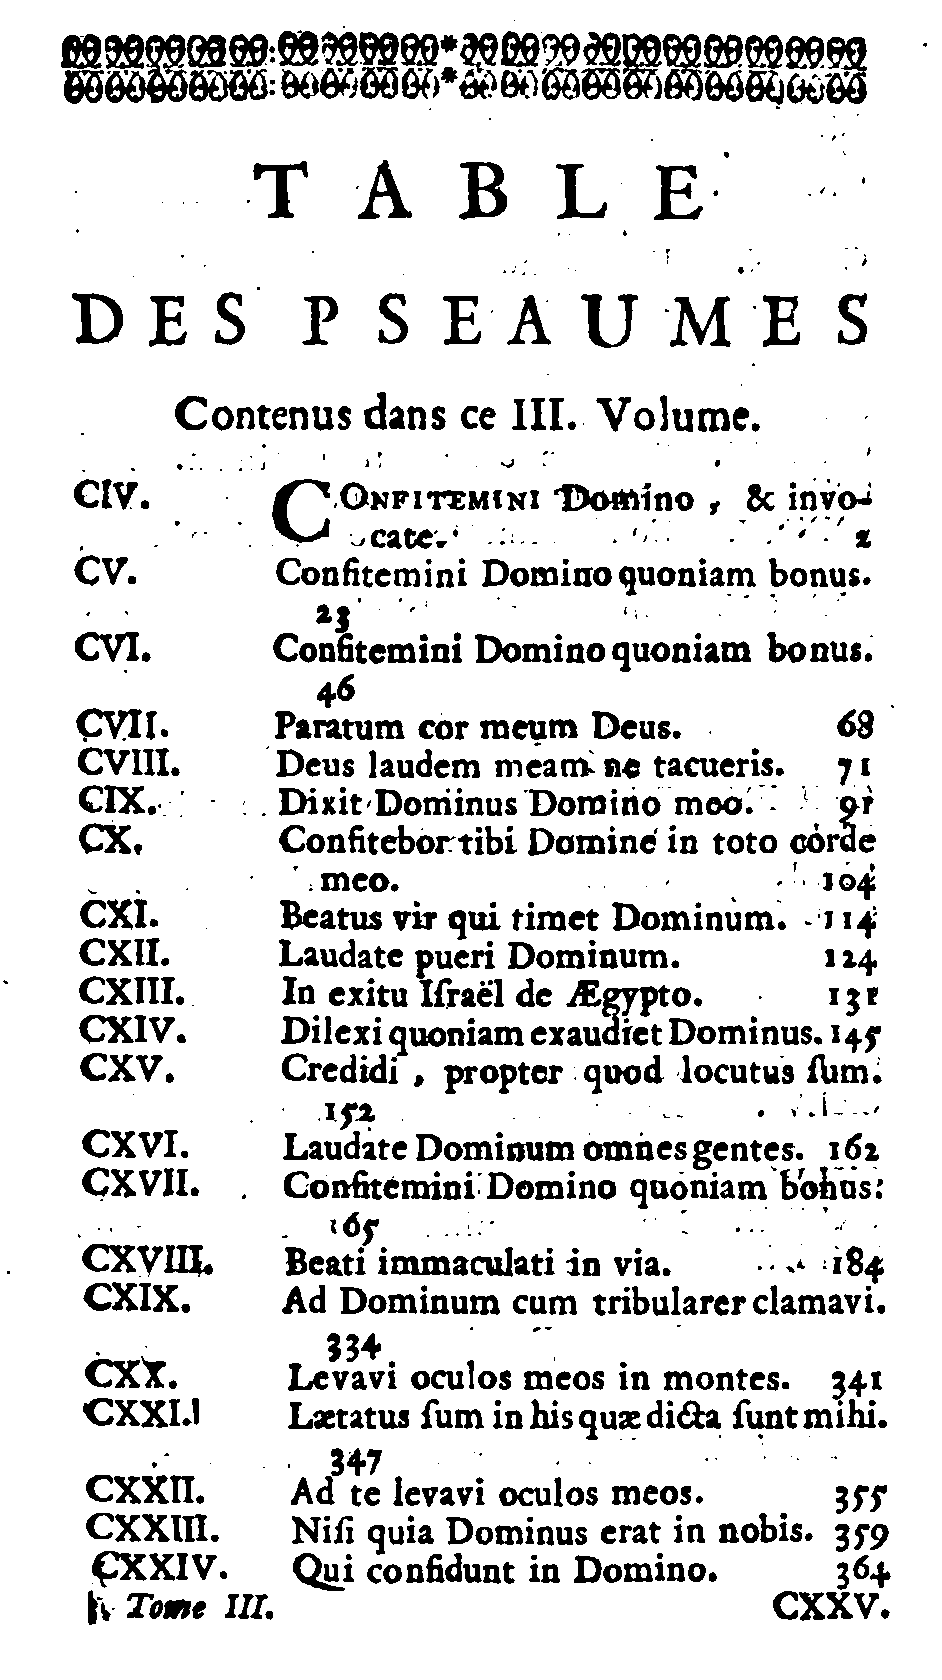 TABLE
DES PSEAUMES
Contenus dans ce III. Volume.
CIV. CONFITEMINI Domino, & invo-
cate. 2
CV. Confitemini Domino quoniam bonus.
23
CVI. Confitemini Domino quoniam bonus.
46
CVII. Paratum cor meum Deus. 68
CVIII. Deus laudem meam ne tacueris. 71
CIX. Dixit Dominus Domino meo. 91
CX. Confitebor tibi Domine in toto corde
meo. 104
CXI. Beatus vir qui timet Dominum. 114
CXII. Laudate pueri Dominum. 124
CXIII. In exitu Iſraël de Ægypto. 131
CXIV. Dilexi quoniam exaudiet Dominus. 145
CXV. Credidi, propter quod locutus ſum.
152
CXVI. Laudate Dominum omnes gentes. 162
CXVII. Confitemini Domino quoniam bonus.
165
CXVIII. Beati immaculati in via. 184
CXIX. Ad Dominum cum tribularer clamavi.
334
CXX. Levavi oculos meos in montes. 341
CXXI. Lætatus ſum in his quæ dicta ſunt mihi.
347
CXXII. Ad te levavi oculos meos. 355
CXXIII. Niſi quia Dominus erat in nobis. 359
CXXIV. Qui confidunt in Domino. 364
Tome III. CXXV.